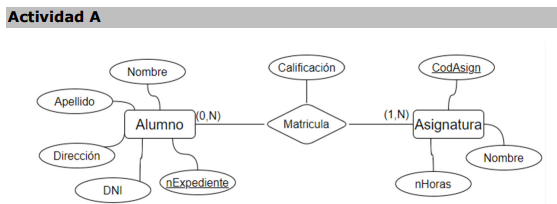 Actividad A
Nombre
Calificación
CodAsign
Apellido
(0,N)
(1,N)
Alumno
Matricula
Asignatura
Dirección
Nombre
DNI
nExpediente
nHoras